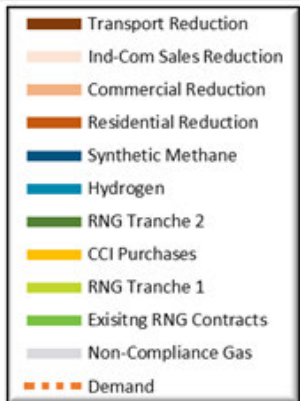 Transport Reduction
Ind-Com Sales Reduction
Commercial Reduction
Residential Reduction
Synthetic Methane
Hydrogen
RNG Tranche 2
CCI Purchases
RNG Tranche 1
Exisitng RNG Contracts
Non-Compliance Gas
Demand